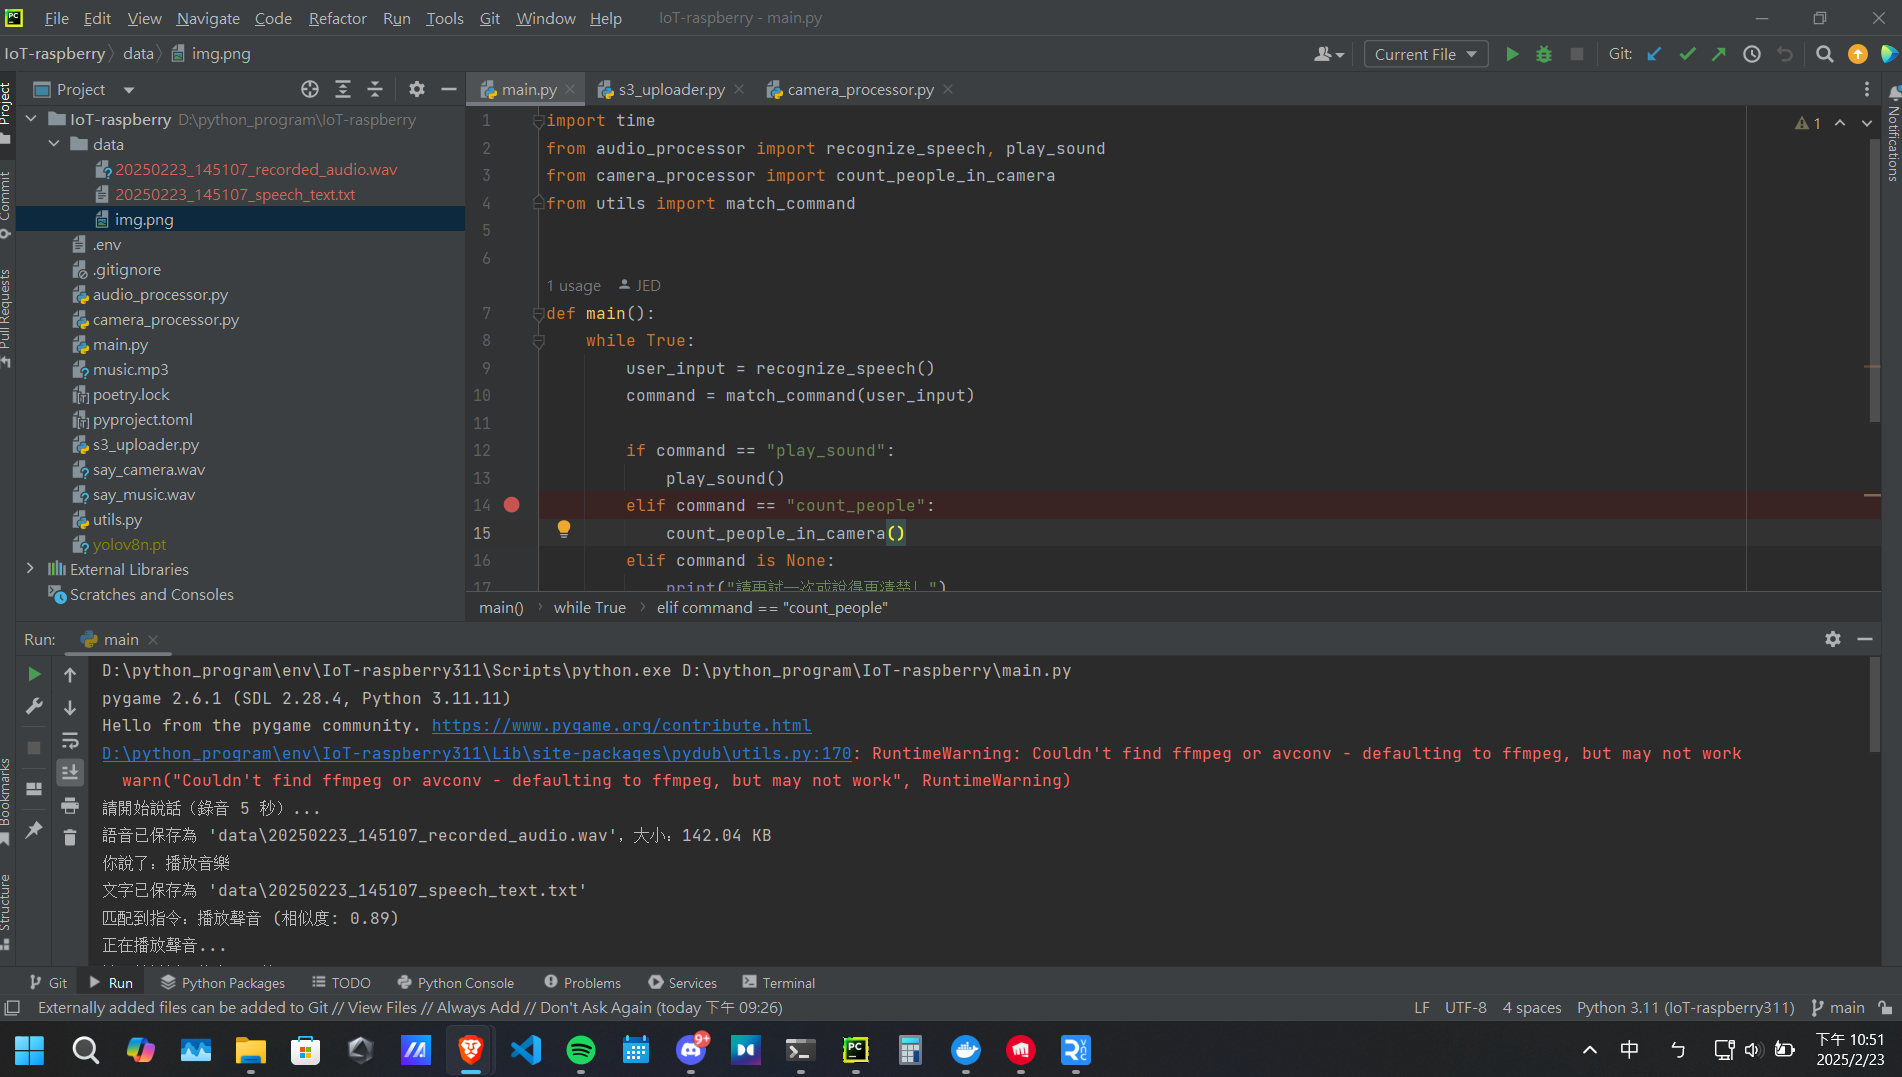 File Edit View Navigate Code Refactor Run Tools Git Window Help IoT-raspberry - main.py
IoT-raspberry data img.png Current File Git:
Project
main.py s3_uploader.py camera_processor.py
Project
Commit
Pull Requests
Bookmarks
Structure
Notifications
IoT-raspberry D:\python_program\IoT-raspberry
data
20250223_145107_recorded_audio.wav
20250223_145107_speech_text.txt
img.png
.env
.gitignore
audio_processor.py
camera_processor.py
main.py
music.mp3
poetry.lock
pyproject.toml
s3_uploader.py
say_camera.wav
say_music.wav
utils.py
yolov8n.pt
External Libraries
Scratches and Consoles
1
1 import time
2 from audio_processor import recognize_speech, play_sound
3 from camera_processor import count_people_in_camera
4 from utils import match_command
5
6
1 usage JED
7 def main():
8 while True:
9 user_input = recognize_speech()
10 command = match_command(user_input)
11
12 if command == "play_sound":
13 play_sound()
14 elif command == "count_people":
15 count_people_in_camera()
16 elif command is None:
17 print("請再試一次或說得更清楚！")
main() while True elif command == "count_people"
Run: main
D:\python_program\env\IoT-raspberry311\Scripts\python.exe D:\python_program\IoT-raspberry\main.py
pygame 2.6.1 (SDL 2.28.4, Python 3.11.11)
Hello from the pygame community. https://www.pygame.org/contribute.html
D:\python_program\env\IoT-raspberry311\Lib\site-packages\pydub\utils.py:170: RuntimeWarning: Couldn't find ffmpeg or avconv - defaulting to ffmpeg, but may not work
warn("Couldn't find ffmpeg or avconv - defaulting to ffmpeg, but may not work", RuntimeWarning)
請開始說話（錄音 5 秒）...
語音已保存為 'data\20250223_145107_recorded_audio.wav'，大小：142.04 KB
你說了：播放音樂
文字已保存為 'data\20250223_145107_speech_text.txt'
匹配到指令：播放聲音 (相似度: 0.89)
正在播放聲音...
Git Run Python Packages TODO Python Console Problems Services Terminal
Externally added files can be added to Git // View Files // Always Add // Don't Ask Again (today 下午 09:26) LF UTF-8 4 spaces Python 3.11 (IoT-raspberry311) main
9+ 中 ㄅ 下午 10:51
2025/2/23